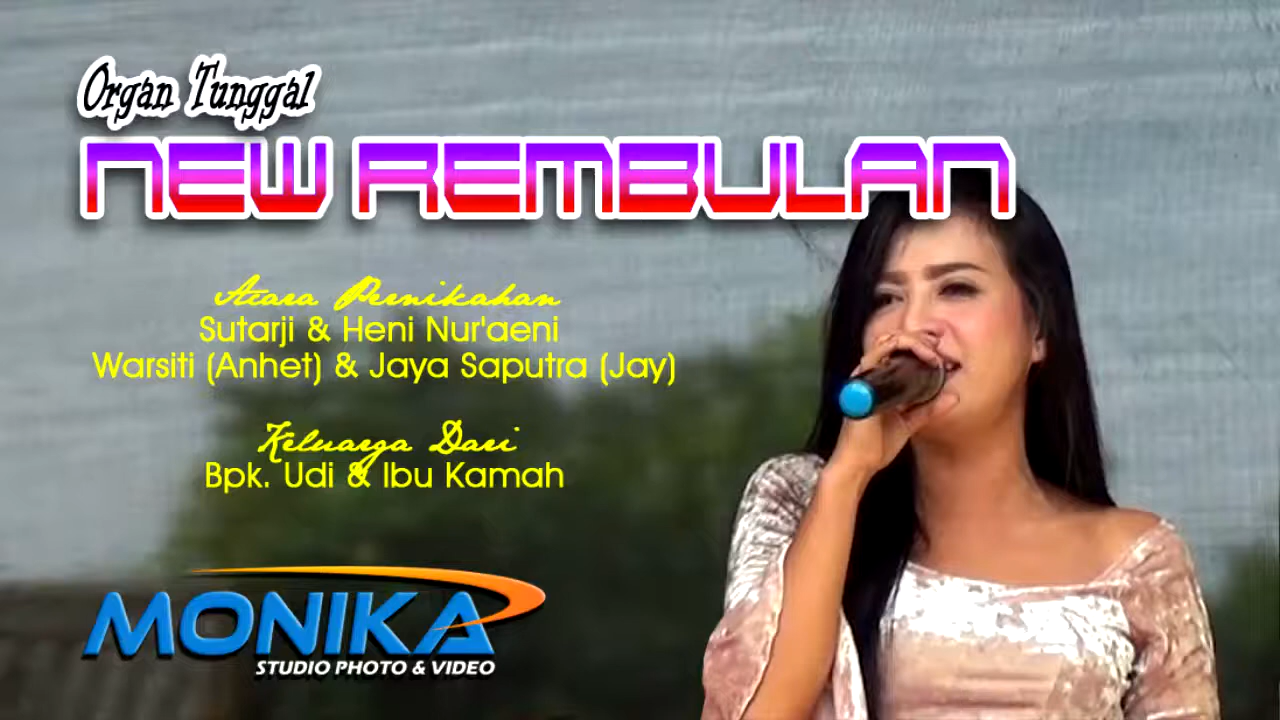 Organ Tunggal
NEW REMBULAN
Acara Pernikahan
Sutarji & Heni Nur'aeni
Warsiti (Anhet) & Jaya Saputra (Jay)
Keluarga Dari
Bpk. Udi & Ibu Kamah
MONIKA
STUDIO PHOTO & VIDEO